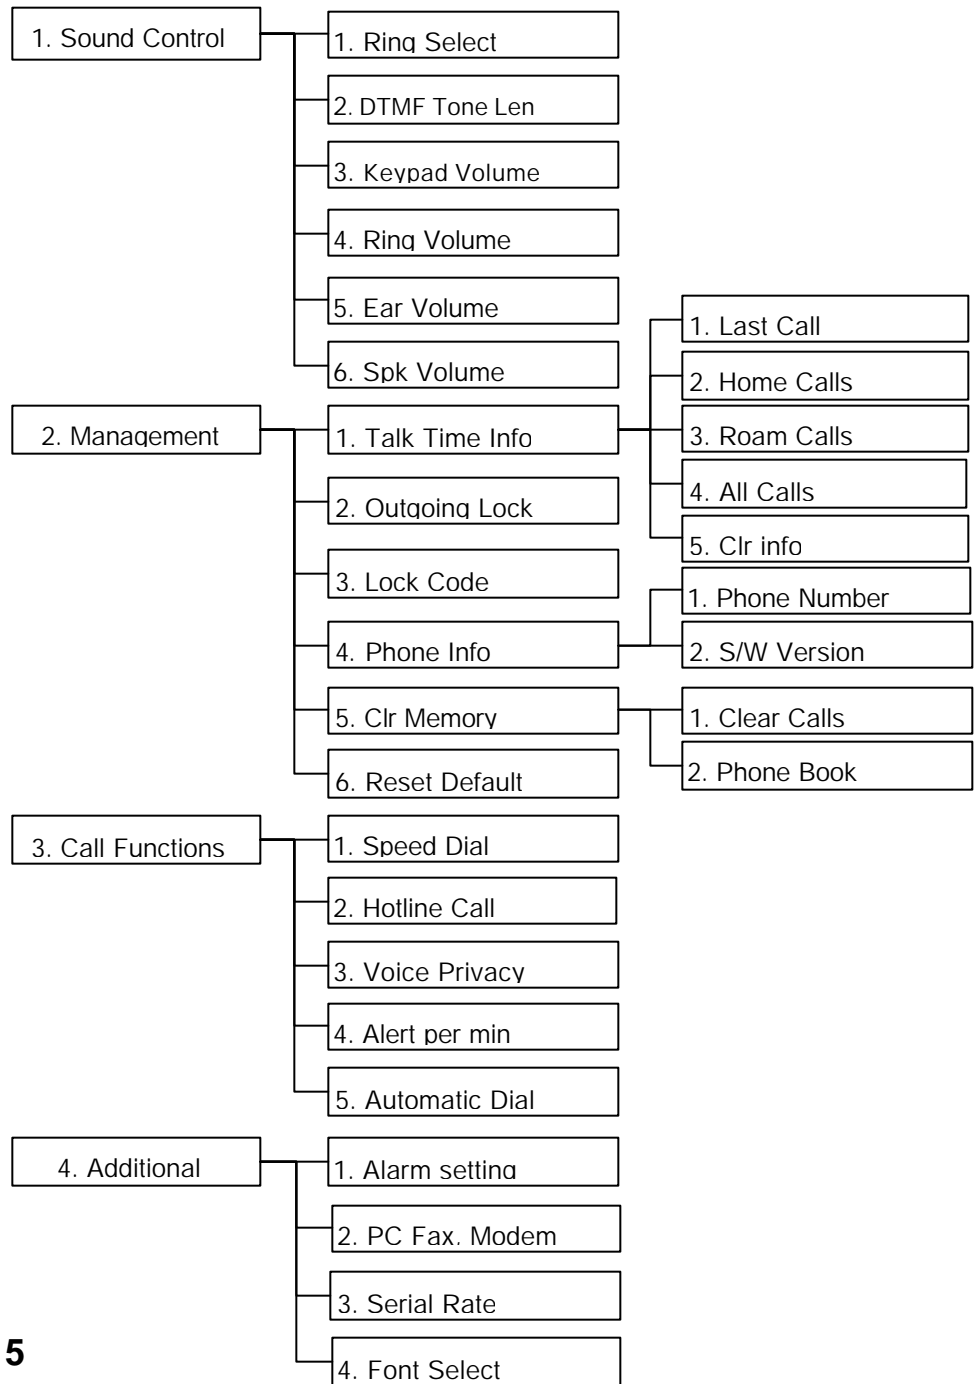 1. Sound Control
1. Ring Select
2. DTMF Tone Len
3. Keypad Volume
4. Ring Volume
5. Ear Volume
6. Spk Volume
2. Management
1. Talk Time Info
1. Last Call
2. Home Calls
3. Roam Calls
4. All Calls
5. Clr info
2. Outgoing Lock
3. Lock Code
4. Phone Info
1. Phone Number
2. S/W Version
5. Clr Memory
1. Clear Calls
2. Phone Book
6. Reset Default
3. Call Functions
1. Speed Dial
2. Hotline Call
3. Voice Privacy
4. Alert per min
5. Automatic Dial
4. Additional
1. Alarm setting
2. PC Fax. Modem
3. Serial Rate
4. Font Select
5